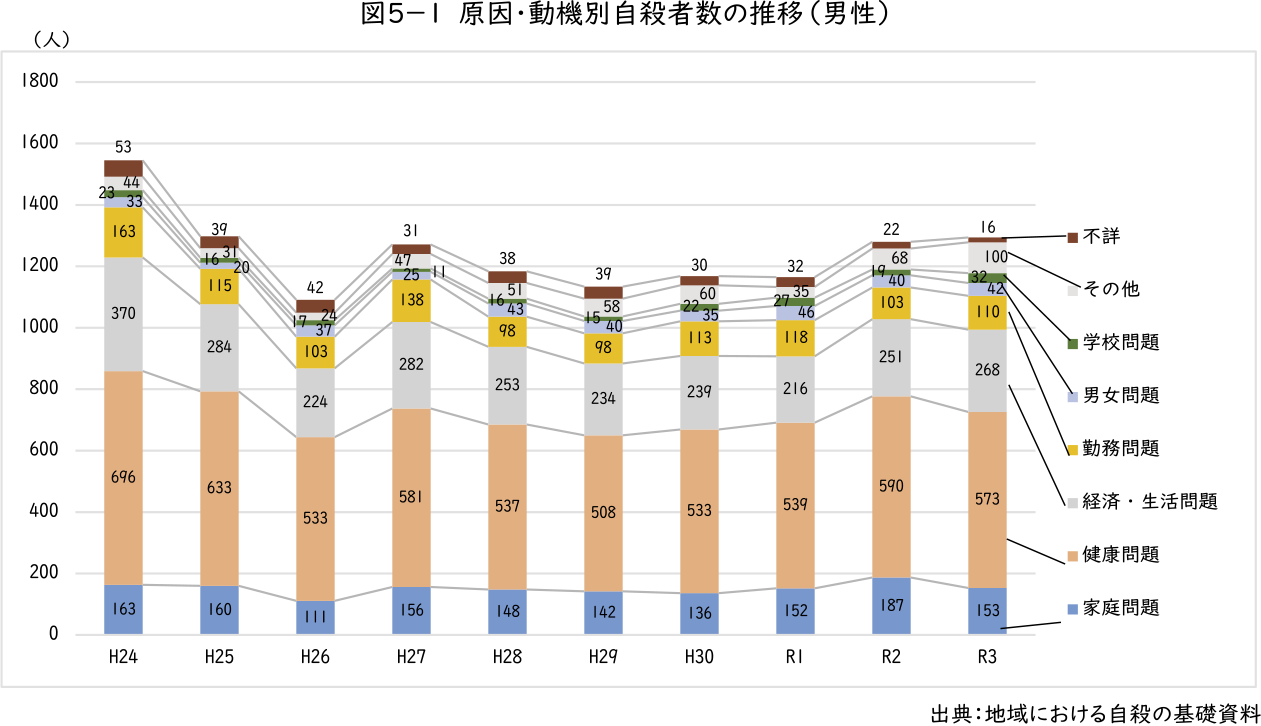 図5-1 原因・動機別自殺者数の推移（男性）
（人）
1800
1600
1400
1200
1000
800
600
400
200
0
53 44 23 33 163 370 696 163
39 31 16 20 115 284 633 160
42 24 17 37 103 224 533 111
31 47 11 25 138 282 581 156
38 51 16 43 98 253 537 148
39 58 15 40 98 234 508 142
30 60 22 35 113 239 533 136
32 35 27 46 118 216 539 152
22 68 19 40 103 251 590 187
16 100 32 42 110 268 573 153
H24 H25 H26 H27 H28 H29 H30 R1 R2 R3
不詳
その他
学校問題
男女問題
勤務問題
経済・生活問題
健康問題
家庭問題
出典：地域における自殺の基礎資料